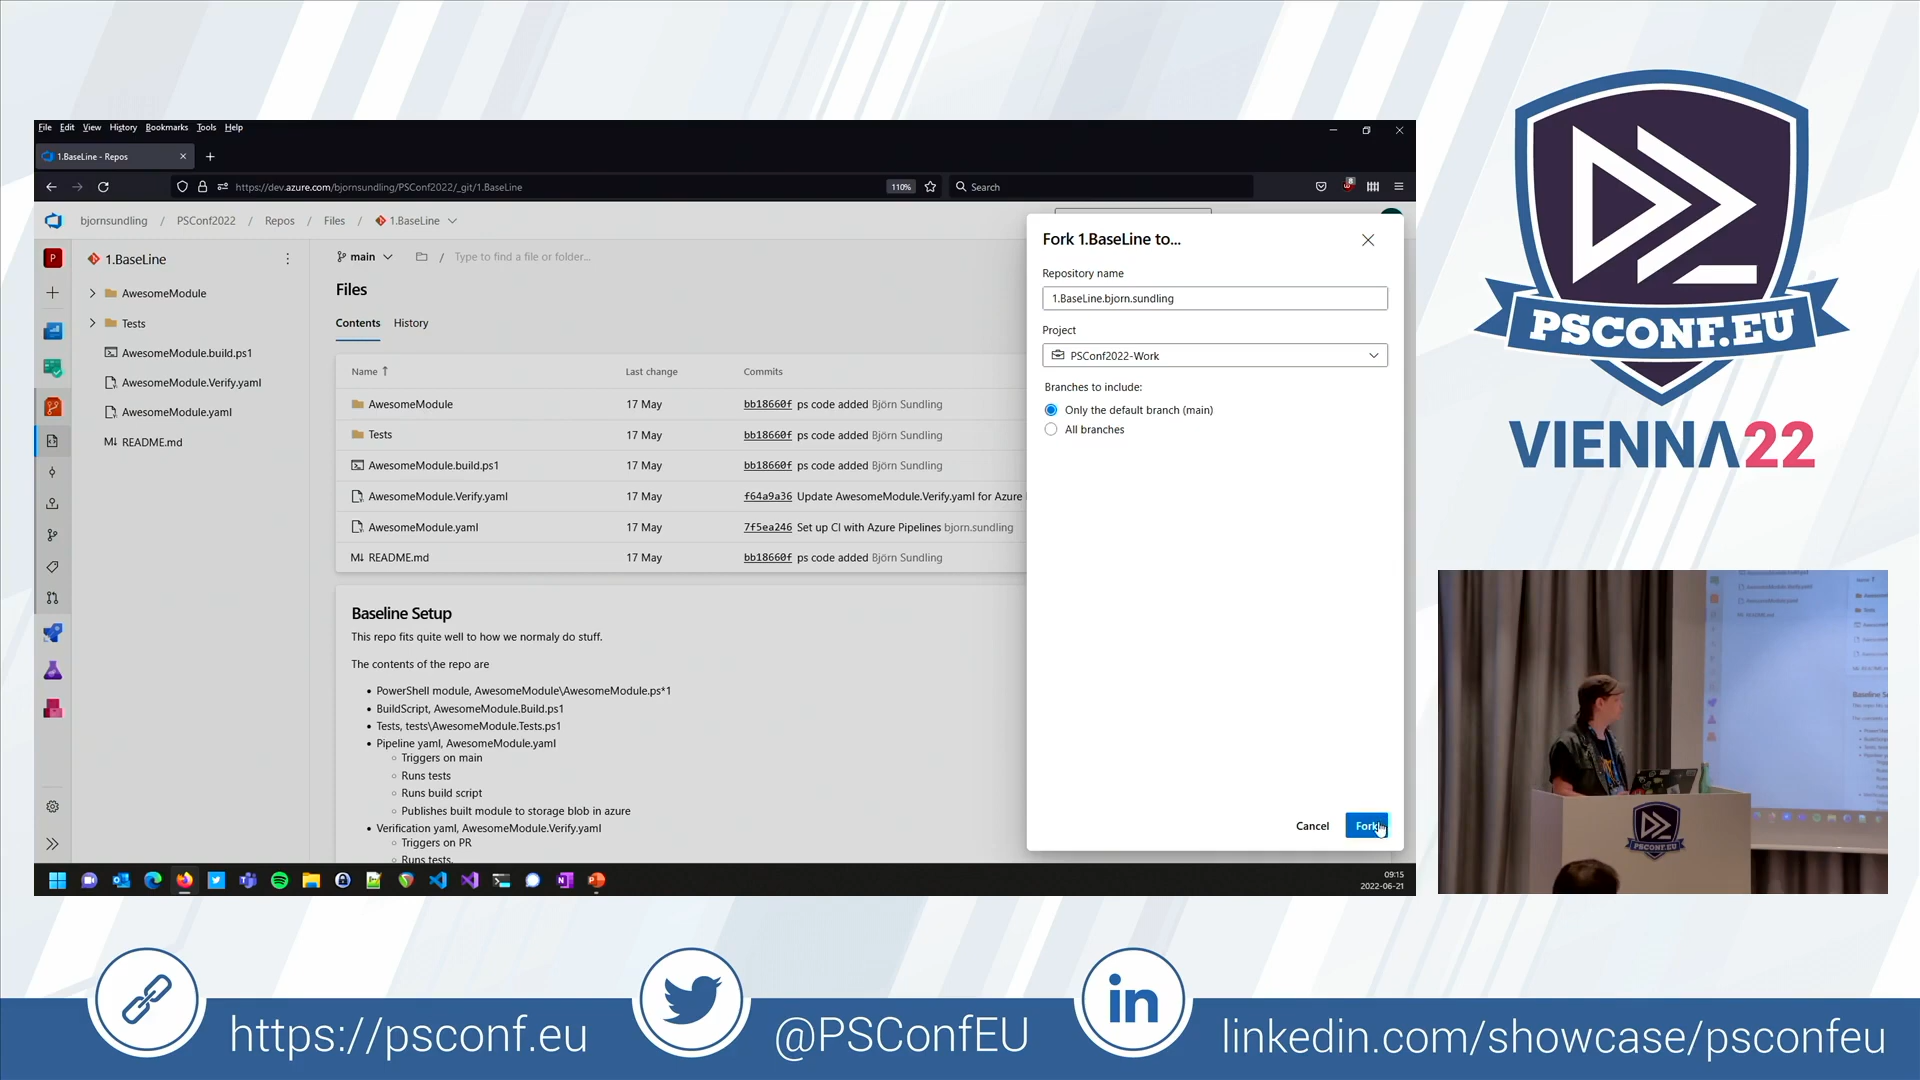 File Edit View History Bookmarks Tools Help
1.BaseLine - Repos
https://dev.azure.com/bjornsundling/PSConf2022/_git/1.BaseLine
110%
Search
bjornsundling / PSConf2022 / Repos / Files / 1.BaseLine
P
1.BaseLine
AwesomeModule
Tests
AwesomeModule.build.ps1
AwesomeModule.Verify.yaml
AwesomeModule.yaml
README.md
main
/ Type to find a file or folder...
Files
Contents History
Name Last change Commits
AwesomeModule 17 May bb18660f ps code added Björn Sundling
Tests 17 May bb18660f ps code added Björn Sundling
AwesomeModule.build.ps1 17 May bb18660f ps code added Björn Sundling
AwesomeModule.Verify.yaml 17 May f64a9a36 Update AwesomeModule.Verify.yaml for Azure
AwesomeModule.yaml 17 May 7f5ea246 Set up CI with Azure Pipelines bjorn.sundling
README.md 17 May bb18660f ps code added Björn Sundling
Baseline Setup
This repo fits quite well to how we normaly do stuff.
The contents of the repo are
PowerShell module, AwesomeModule\AwesomeModule.ps*1
BuildScript, AwesomeModule.Build.ps1
Tests, tests\AwesomeModule.Tests.ps1
Pipeline yaml, AwesomeModule.yaml
Triggers on main
Runs tests
Runs build script
Publishes built module to storage blob in azure
Verification yaml, AwesomeModule.Verify.yaml
Triggers on PR
Runs tests.
Fork 1.BaseLine to...
Repository name
1.BaseLine.bjorn.sundling
Project
PSConf2022-Work
Branches to include:
Only the default branch (main)
All branches
Cancel
Fork
09:15
2022-06-21
PSCONF.EU
VIENNA22
PSCONF.EU
https://psconf.eu
@PSConfEU
in
linkedin.com/showcase/psconfeu